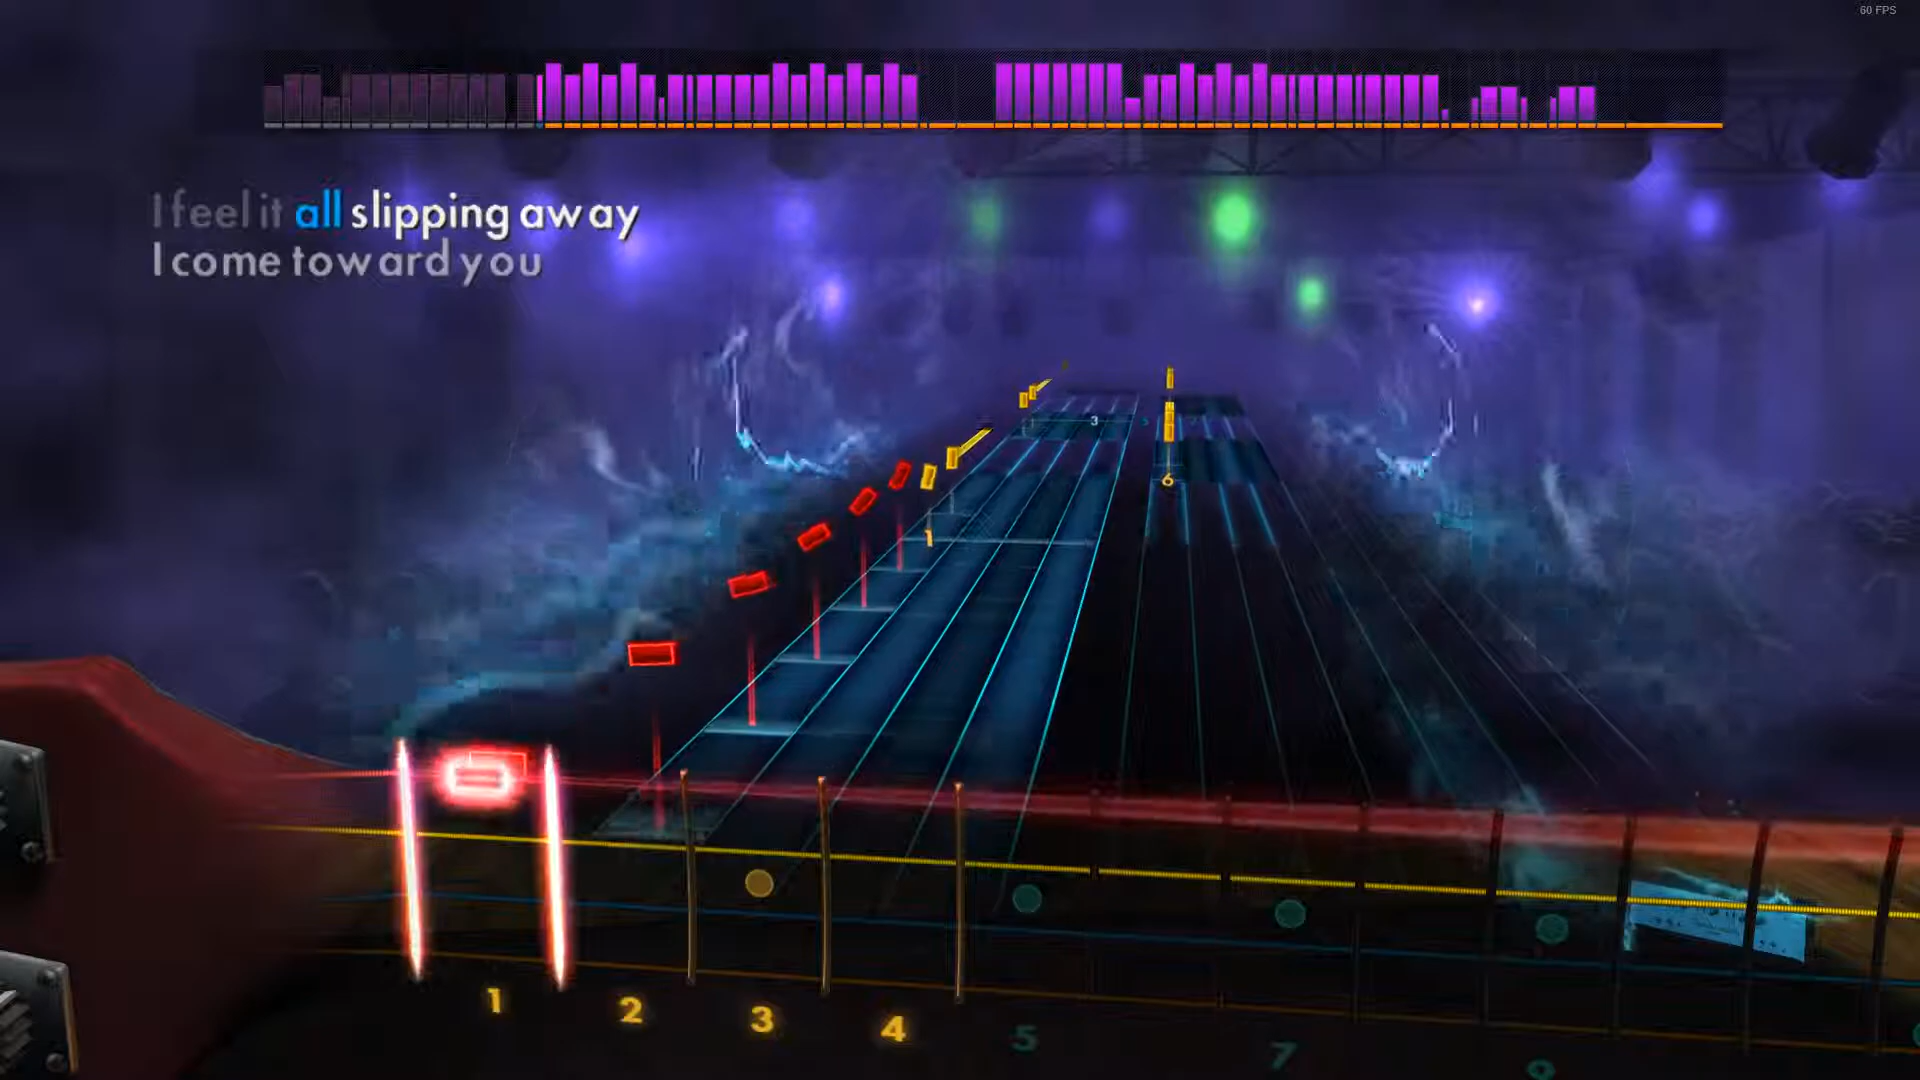 60 FPS
I feel it all slipping away
I come toward you
3
6
1
1 2 3 4 5 7 9